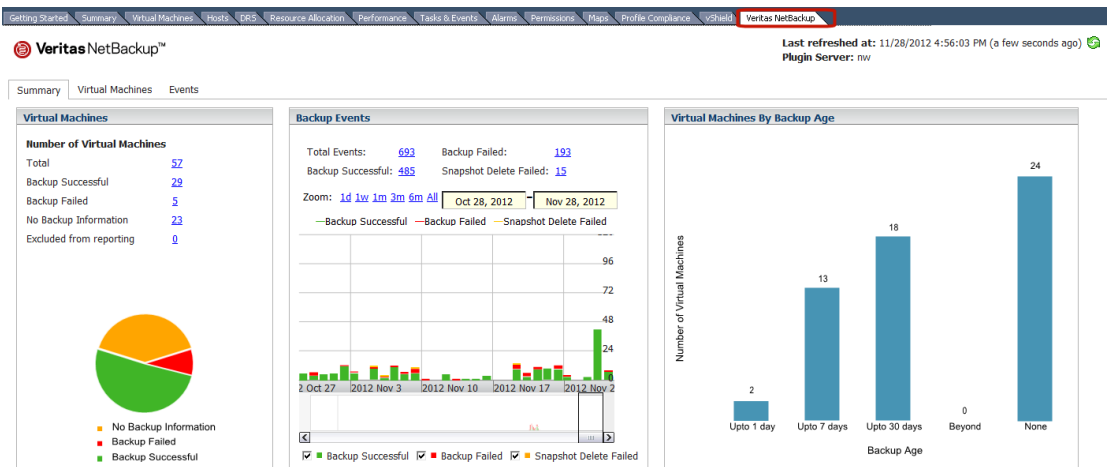 Getting Started Summary Virtual Machines Hosts DRS Resource Allocation Performance Tasks & Events Alarms Permissions Maps Profile Compliance vShield Veritas NetBackup
Veritas NetBackup™
Last refreshed at: 11/28/2012 4:56:03 PM (a few seconds ago)
Plugin Server: nw
Summary Virtual Machines Events
Virtual Machines
Number of Virtual Machines
Total 57
Backup Successful 29
Backup Failed 5
No Backup Information 23
Excluded from reporting 0
No Backup Information
Backup Failed
Backup Successful
Backup Events
Total Events: 693 Backup Failed: 193
Backup Successful: 485 Snapshot Delete Failed: 15
Zoom: 1d 1w 1m 3m 6m All Oct 28, 2012 - Nov 28, 2012
Backup Successful Backup Failed Snapshot Delete Failed
96
72
48
24
0
2 Oct 27 2012 Nov 3 2012 Nov 10 2012 Nov 17 2012 Nov 2
Backup Successful Backup Failed Snapshot Delete Failed
Virtual Machines By Backup Age
Number of Virtual Machines
24
18
13
2
0
Upto 1 day Upto 7 days Upto 30 days Beyond None
Backup Age